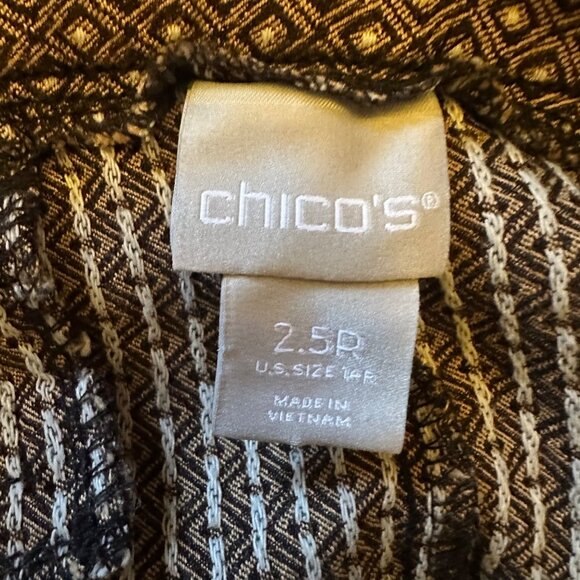 chico's®
2.5R
U.S. SIZE 14R
MADE IN
VIETNAM